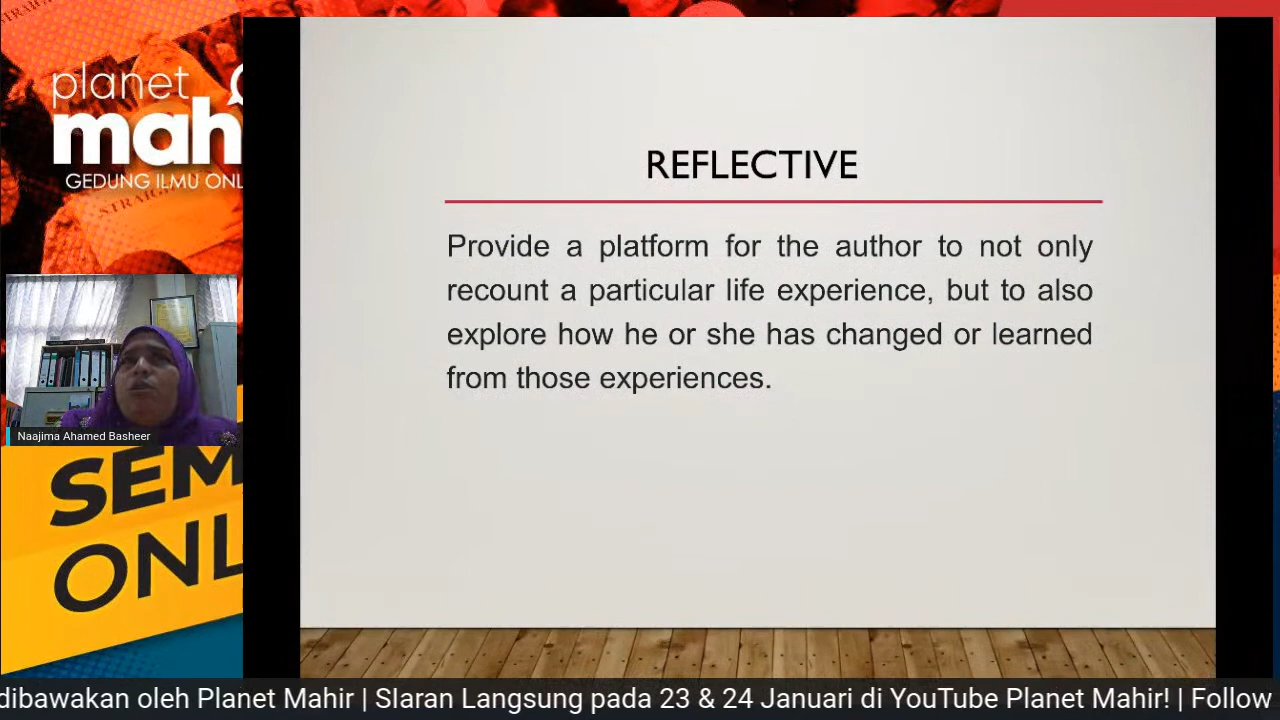 planet
mah
GEDUNG ILMU ONL
REFLECTIVE
Provide a platform for the author to not only
recount a particular life experience, but to also
explore how he or she has changed or learned
from those experiences.
Naajima Ahamed Basheer
SEM
ONL
dibawakan oleh Planet Mahir | SIaran Langsung pada 23 & 24 Januari di YouTube Planet Mahir! | Follow